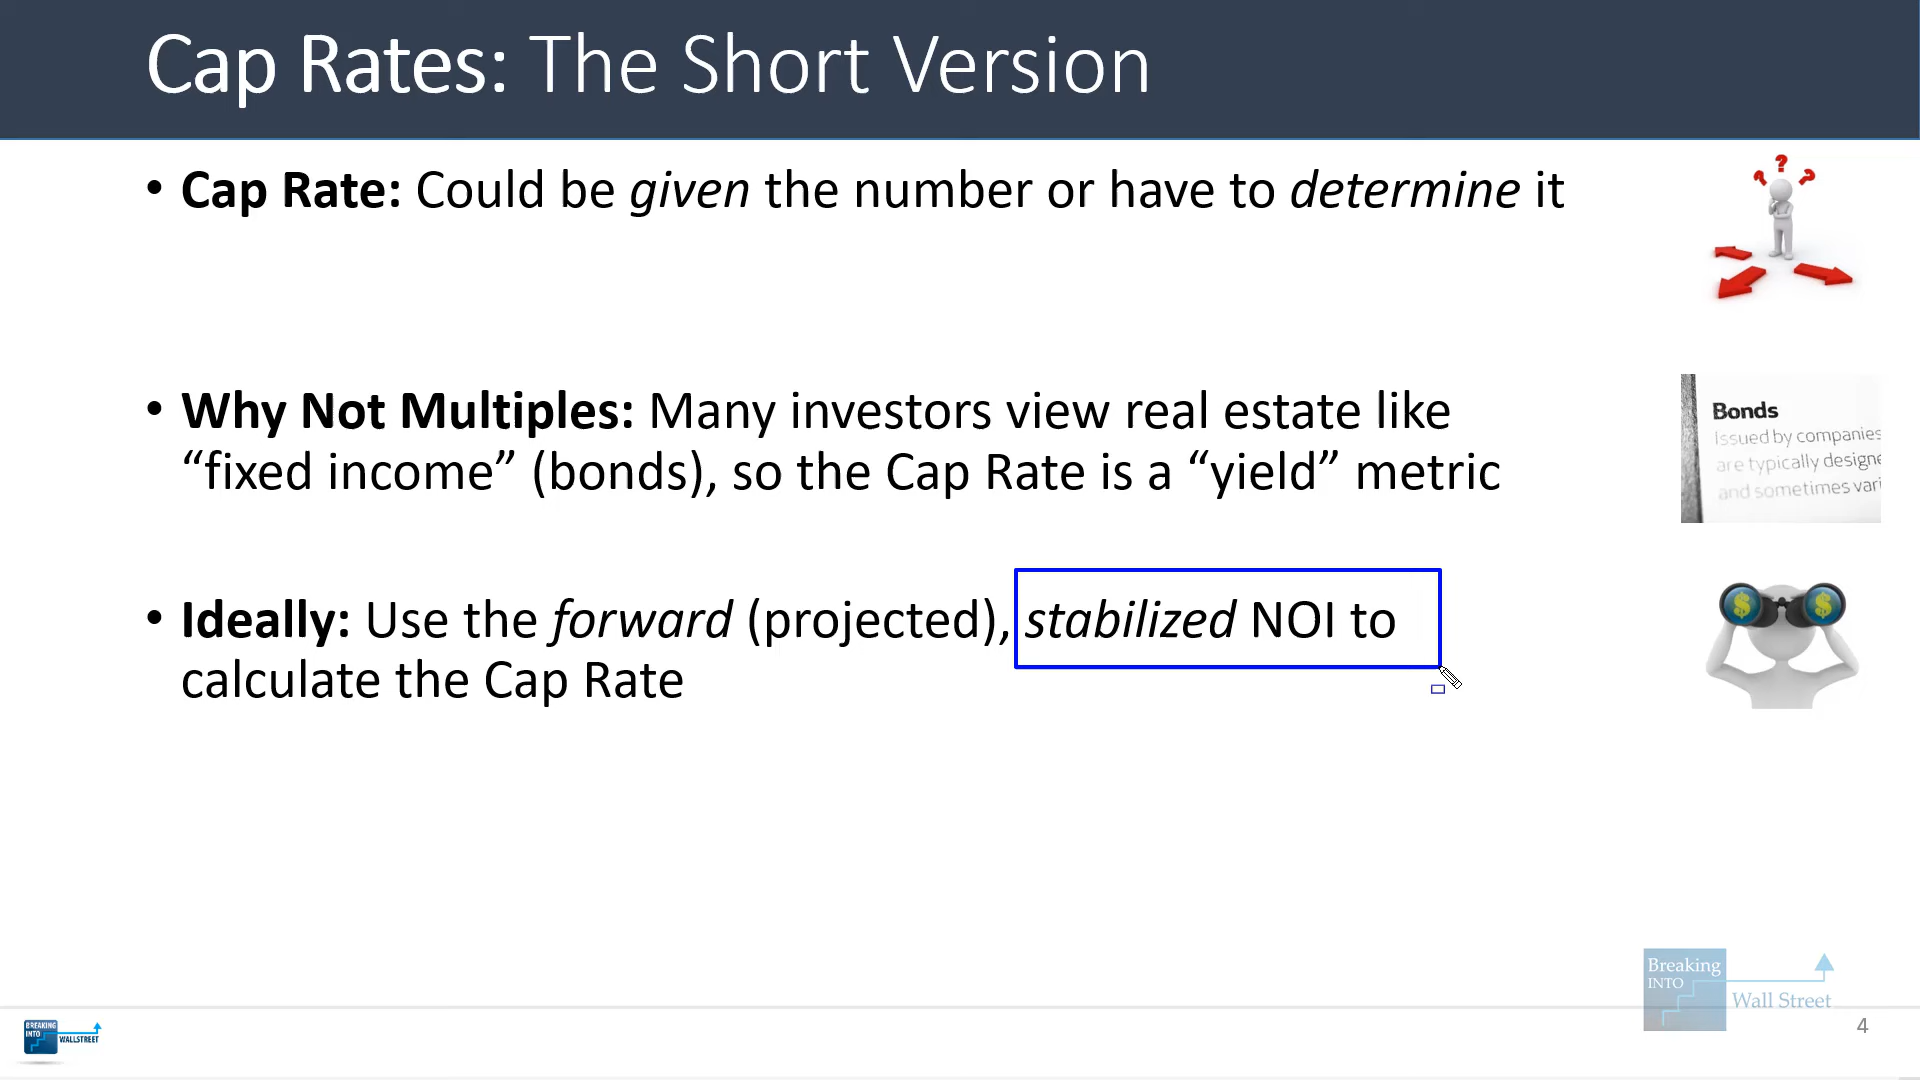 Cap Rates: The Short Version
• Cap Rate: Could be given the number or have to determine it
• Why Not Multiples: Many investors view real estate like
“fixed income” (bonds), so the Cap Rate is a “yield” metric
Bonds
Issued by companies
are typically designe
and sometimes vari
• Ideally: Use the forward (projected), stabilized NOI to
calculate the Cap Rate
Breaking
INTO
Wall Street
BREAKING
INTO
WALLSTREET
4